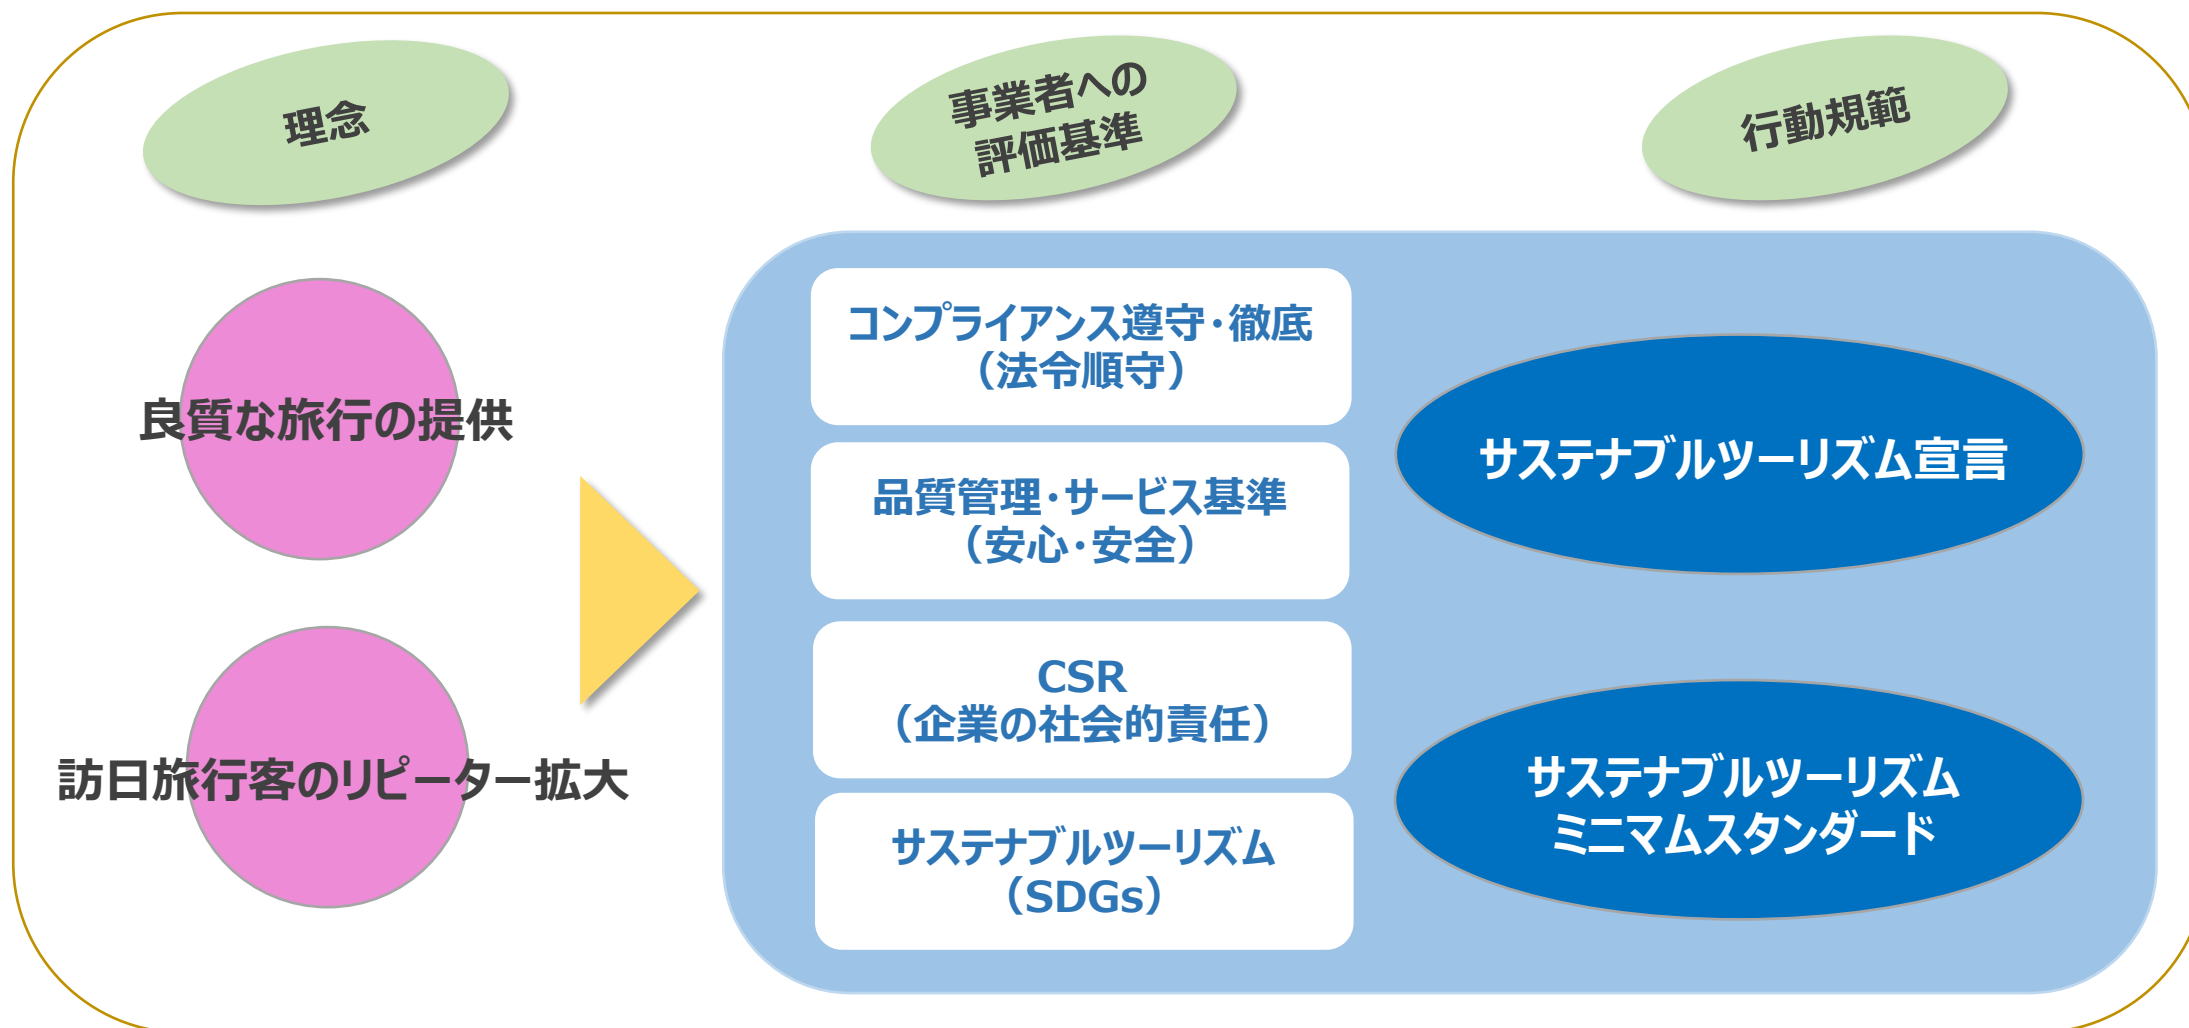 理念
事業者への
評価基準
行動規範
良質な旅行の提供
訪日旅行客のリピーター拡大
コンプライアンス遵守・徹底
（法令順守）
品質管理・サービス基準
（安心・安全）
CSR
（企業の社会的責任）
サステナブルツーリズム
（SDGs）
サステナブルツーリズム宣言
サステナブルツーリズム
ミニマムスタンダード